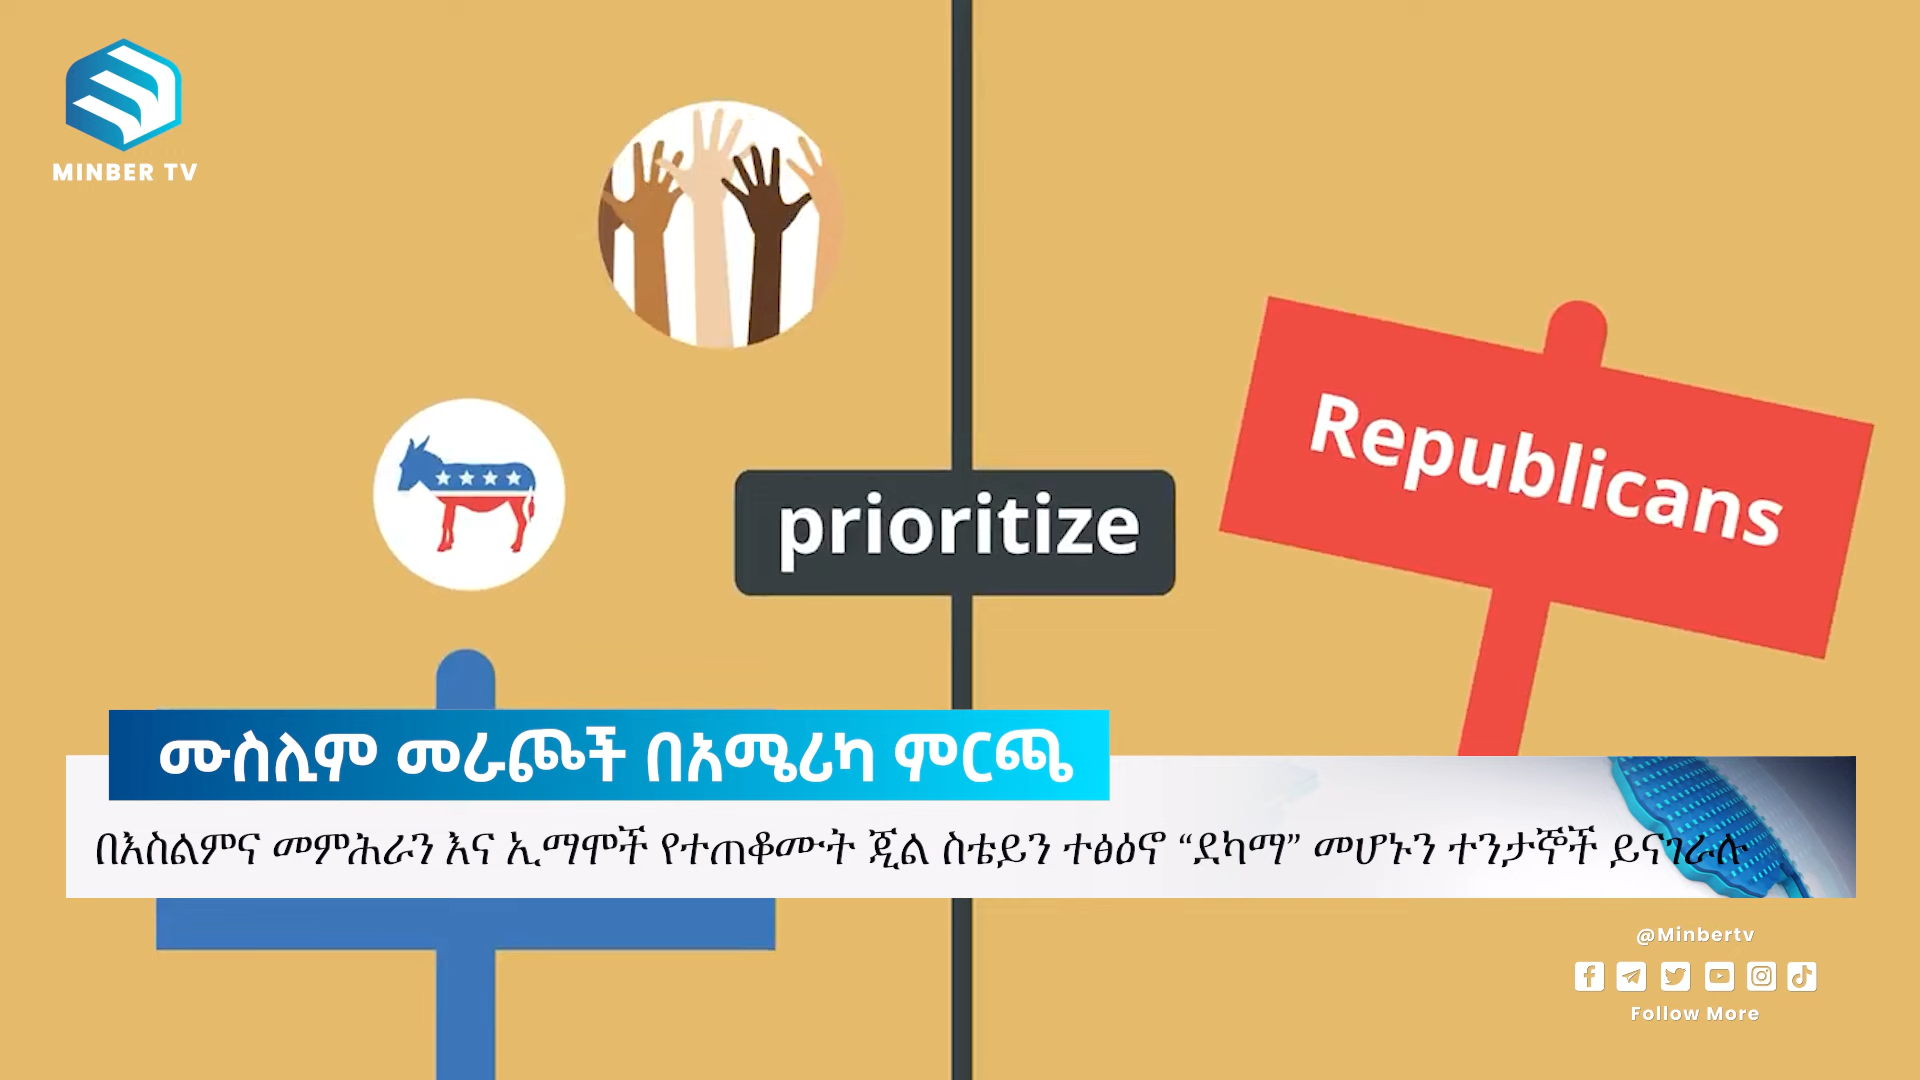 MINBER TV
prioritize
Republicans
ሙስሊም መራጮች በአሜሪካ ምርጫ
በእስልምና መምሕራን እና ኢማሞች የተጠቆሙት ጂል ስቴይን ተፅዕኖ “ደካማ” መሆኑን ተንታኞች ይናገራሉ
@Minbertv
Follow More